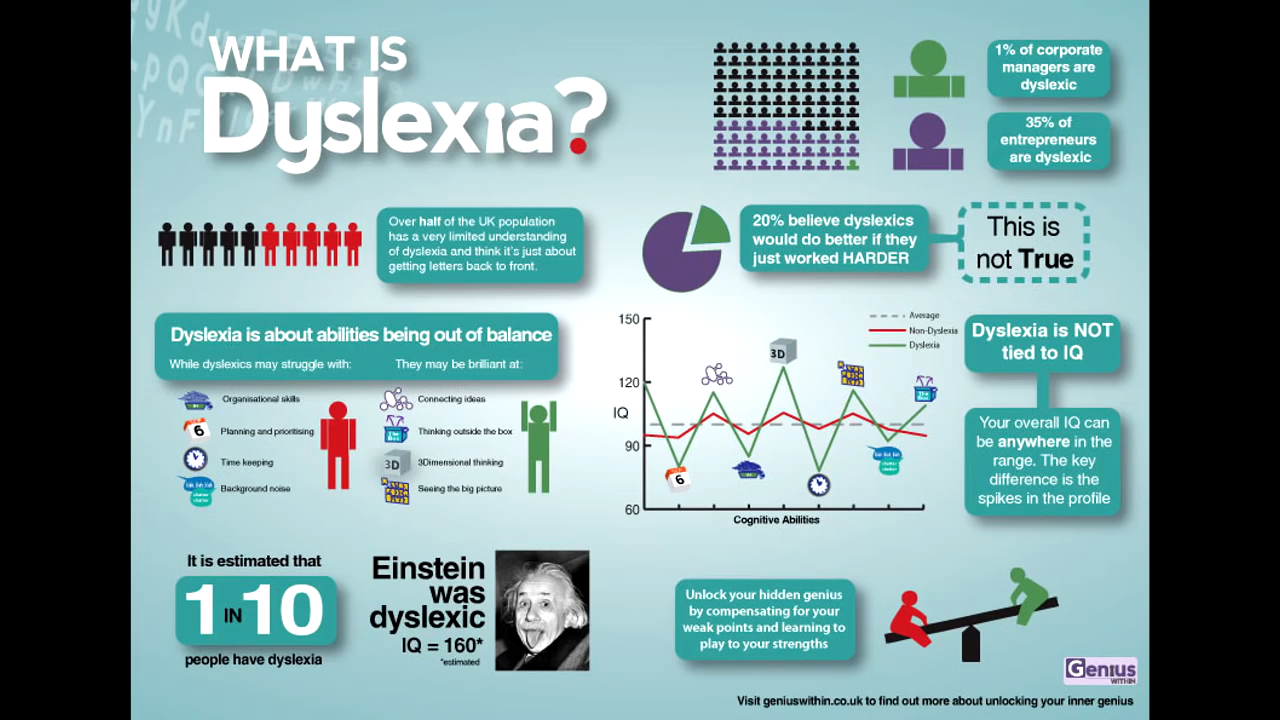 WHAT IS
Dyslexia?
1% of corporate
managers are
dyslexic
35% of
entrepreneurs
are dyslexic
Over half of the UK population
has a very limited understanding
of dyslexia and think it's just about
getting letters back to front.
20% believe dyslexics
would do better if they
just worked HARDER
This is
not True
Dyslexia is about abilities being out of balance
While dyslexics may struggle with:
They may be brilliant at:
Organisational skills
Planning and prioritising
6
Time keeping
Background noise
Connecting ideas
Thinking outside the box
The Box
3D
3Dimensional thinking
Seeing the big picture
150
120
IQ
90
60
Average
Non-Dyslexia
Dyslexia
3D
The Box
6
Cognitive Abilities
Dyslexia is NOT
tied to IQ
Your overall IQ can
be anywhere in the
range. The key
difference is the
spikes in the profile
It is estimated that
1 IN 10
people have dyslexia
Einstein
was
dyslexic
IQ = 160*
*estimated
Unlock your hidden genius
by compensating for your
weak points and learning to
play to your strengths
Genius
WITHIN
Visit geniuswithin.co.uk to find out more about unlocking your inner genius